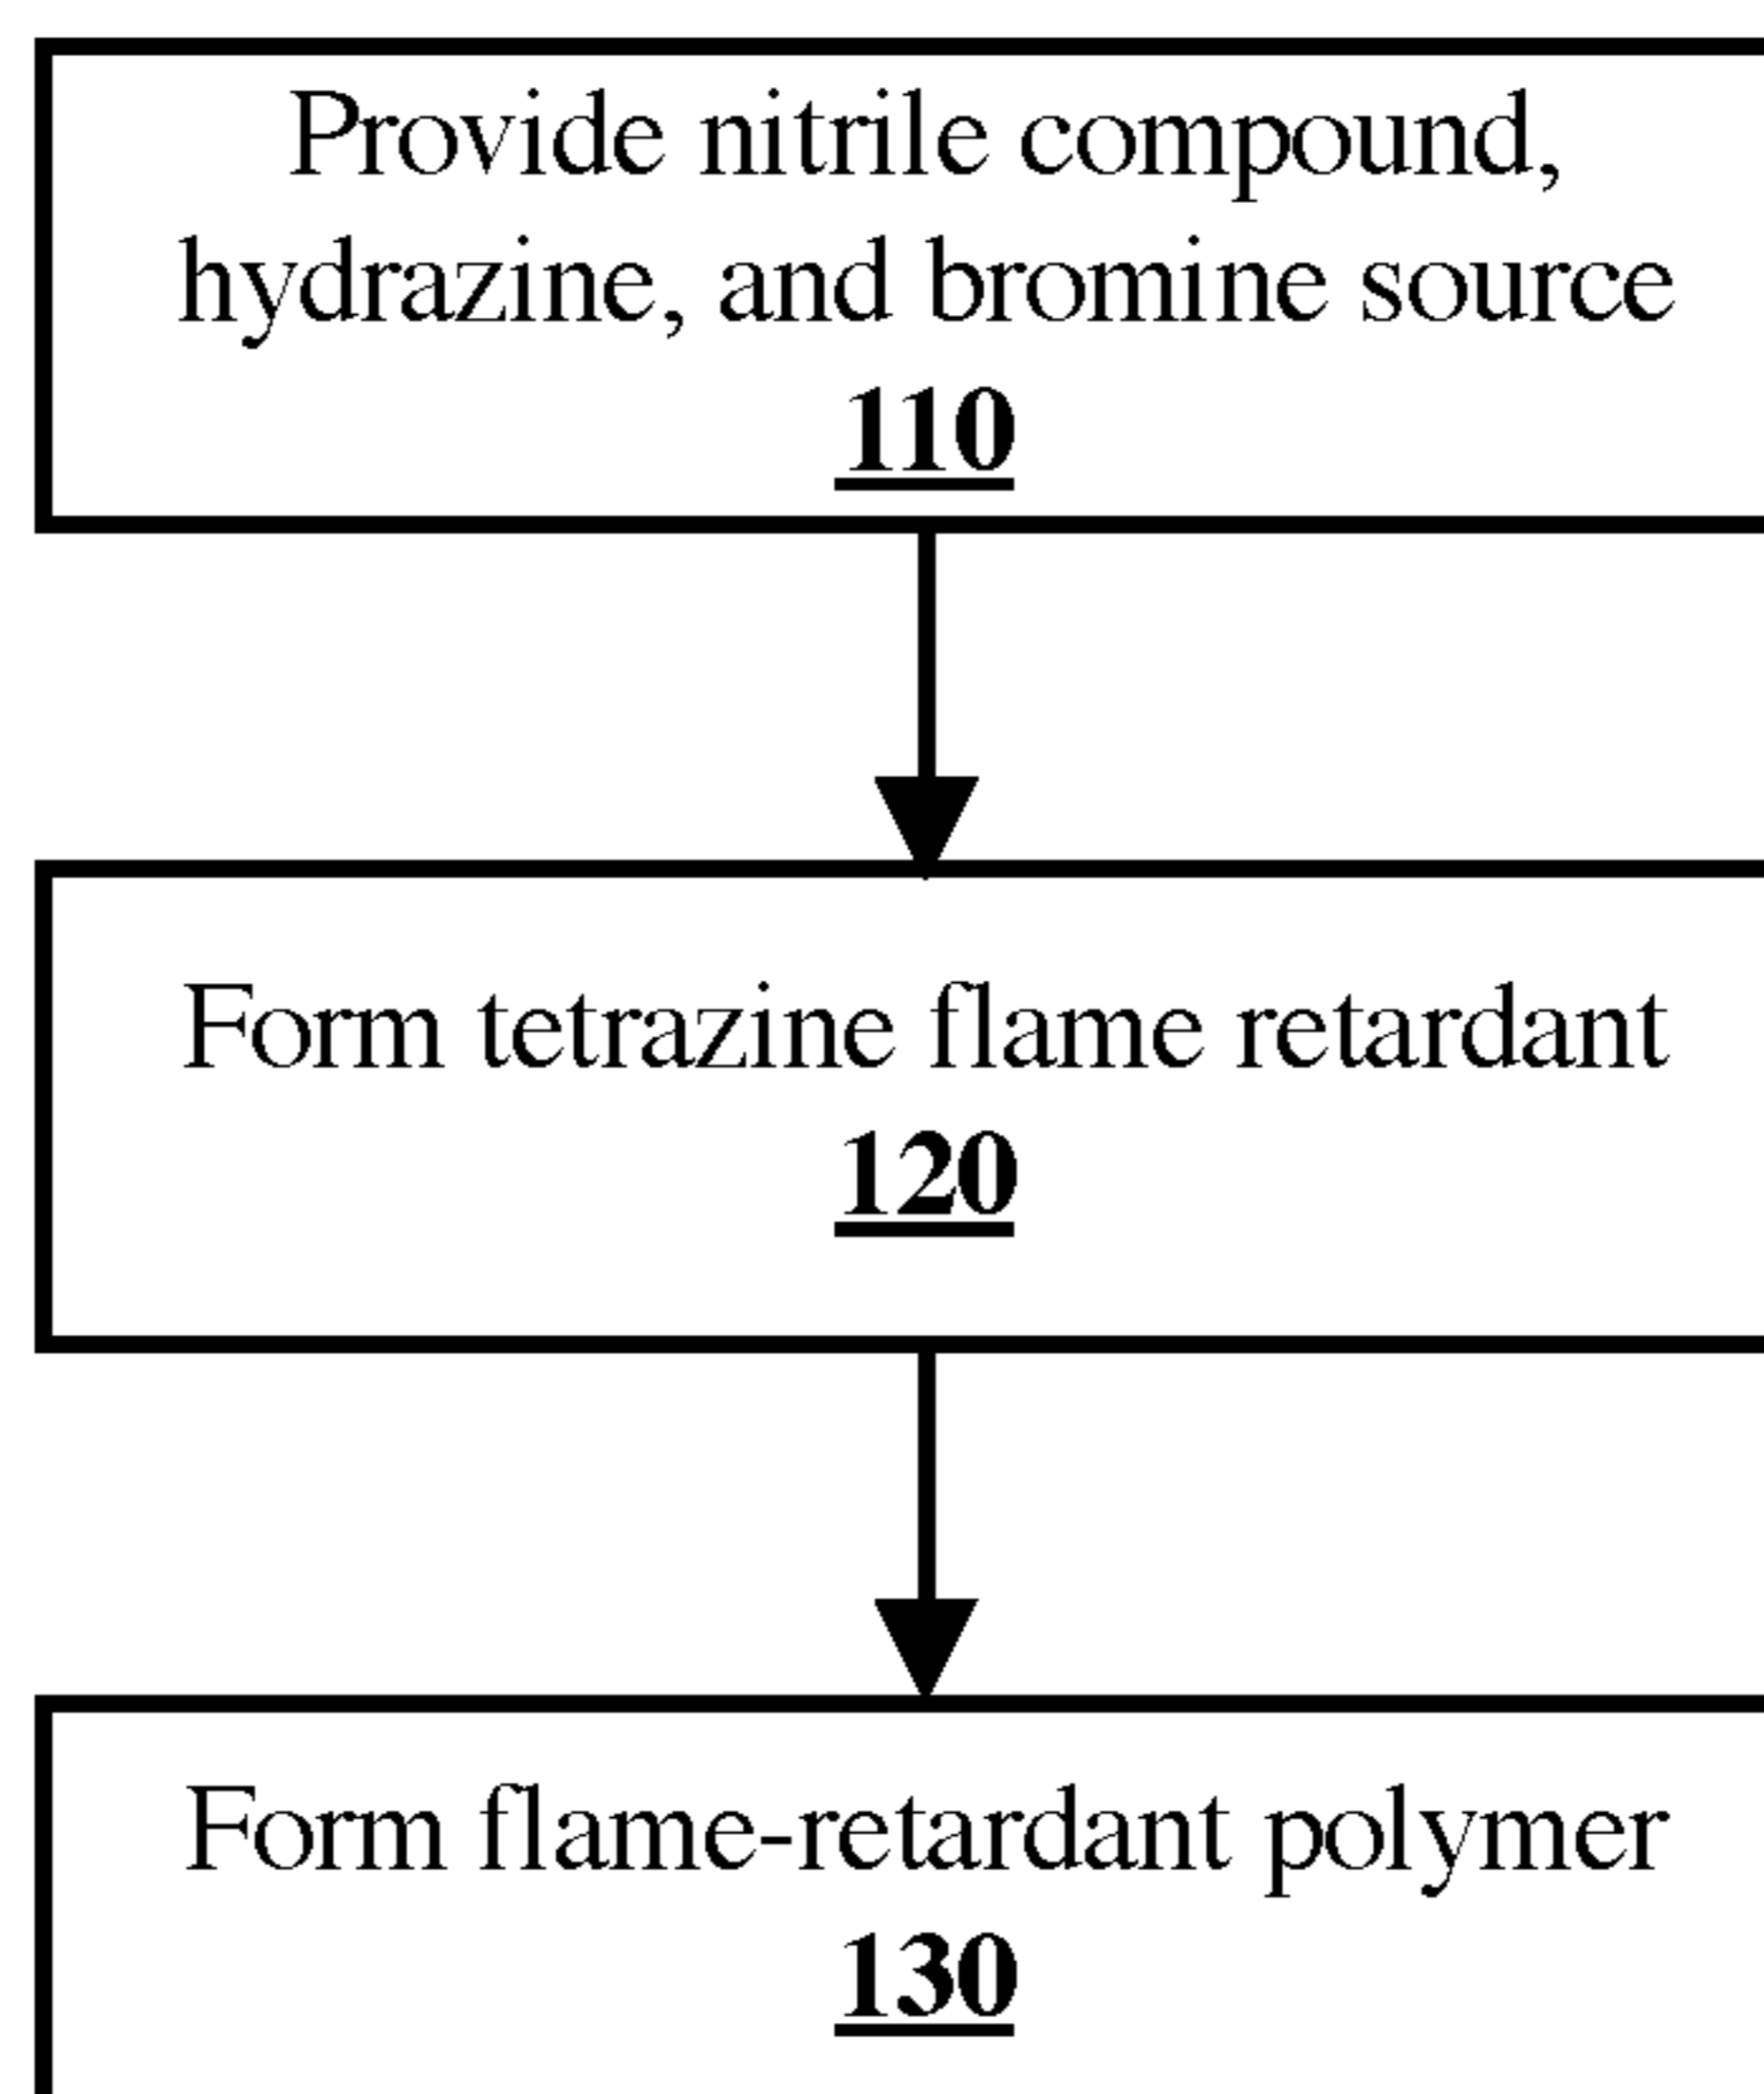 Provide nitrile compound,
hydrazine, and bromine source
110
Form tetrazine flame retardant
120
Form flame-retardant polymer
130